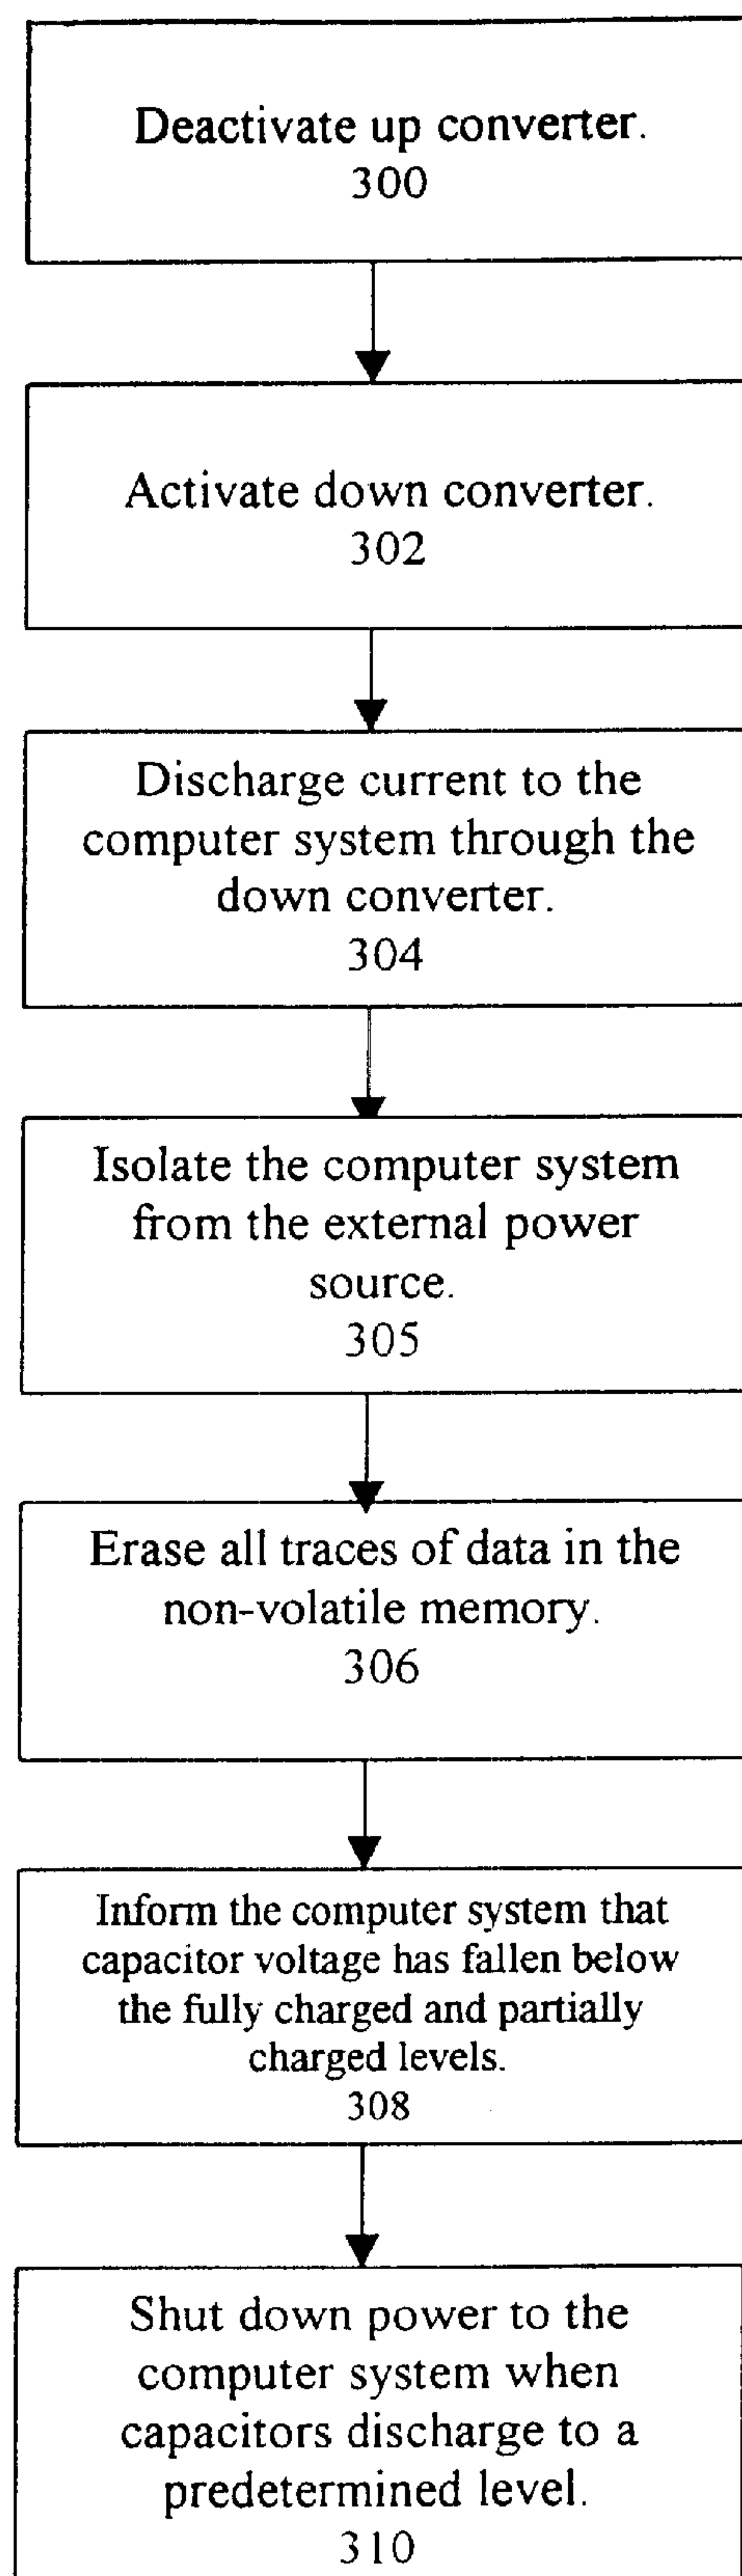 Deactivate up converter.
300
Activate down converter.
302
Discharge current to the
computer system through the
down converter.
304
Isolate the computer system
from the external power
source.
305
Erase all traces of data in the
non-volatile memory.
306
Inform the computer system that
capacitor voltage has fallen below
the fully charged and partially
charged levels.
308
Shut down power to the
computer system when
capacitors discharge to a
predetermined level.
310